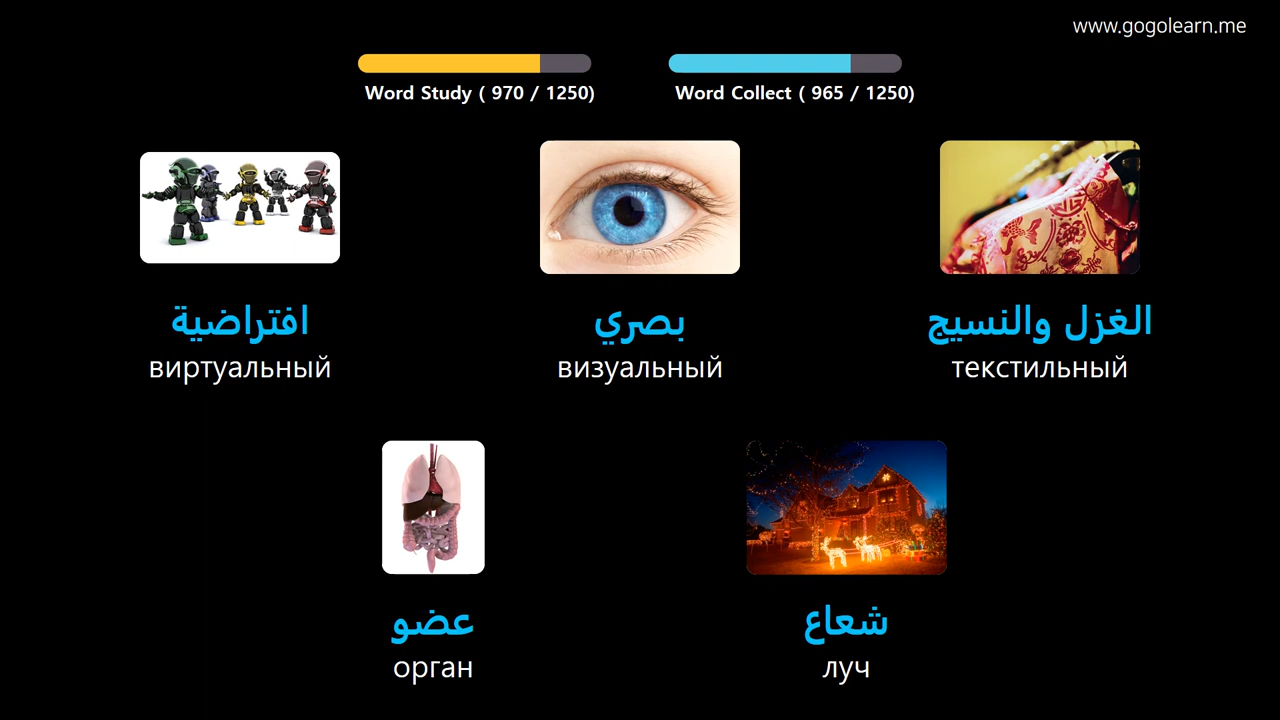 www.gogolearn.me
Word Study ( 970 / 1250)
Word Collect ( 965 / 1250)
افتراضية
виртуальный
بصري
визуальный
الغزل والنسيج
текстильный
عضو
орган
شعاع
луч